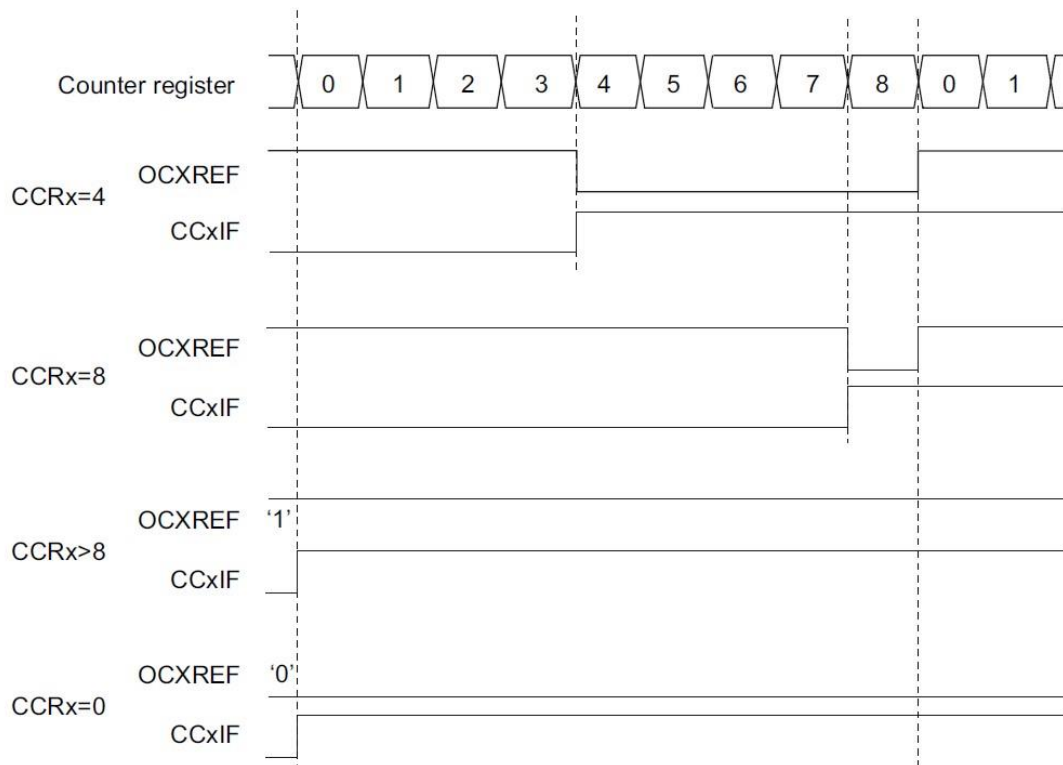 Counter register 0 1 2 3 4 5 6 7 8 0 1
OCXREF
CCRx=4
CCxIF
OCXREF
CCRx=8
CCxIF
OCXREF ‘1’
CCRx>8
CCxIF
OCXREF ‘0’
CCRx=0
CCxIF